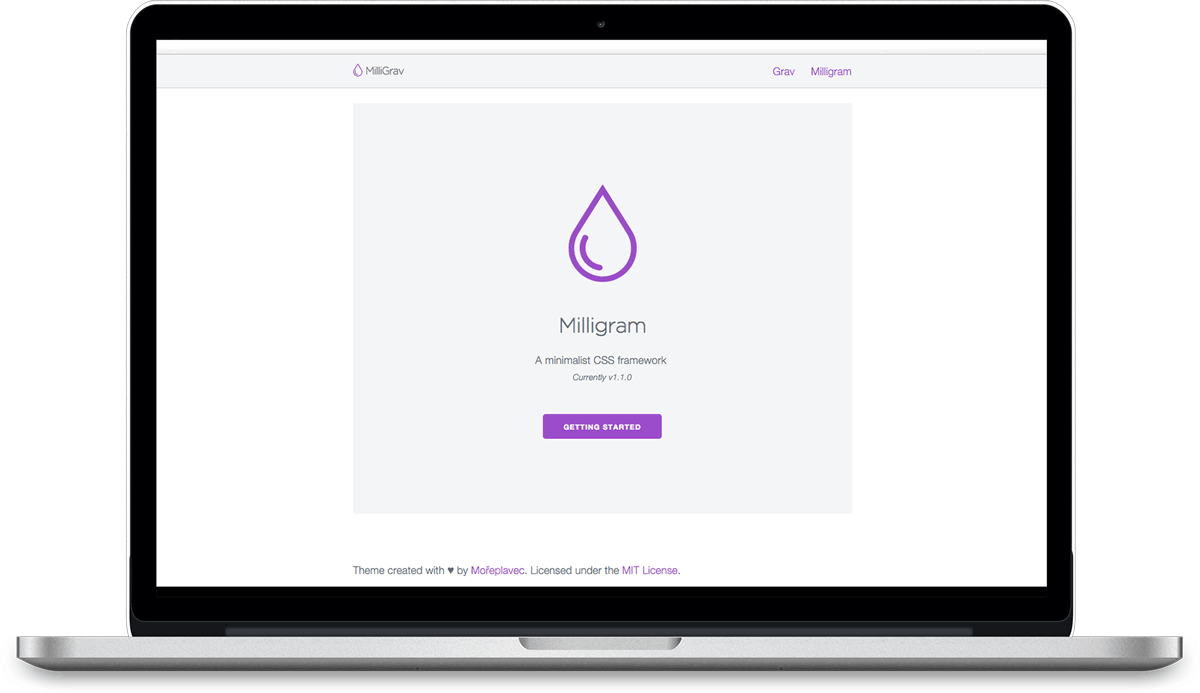 MilliGrav
Grav Milligram
Milligram
A minimalist CSS framework
Currently v1.1.0
GETTING STARTED
Theme created with ♥ by Mořeplavec. Licensed under the MIT License.